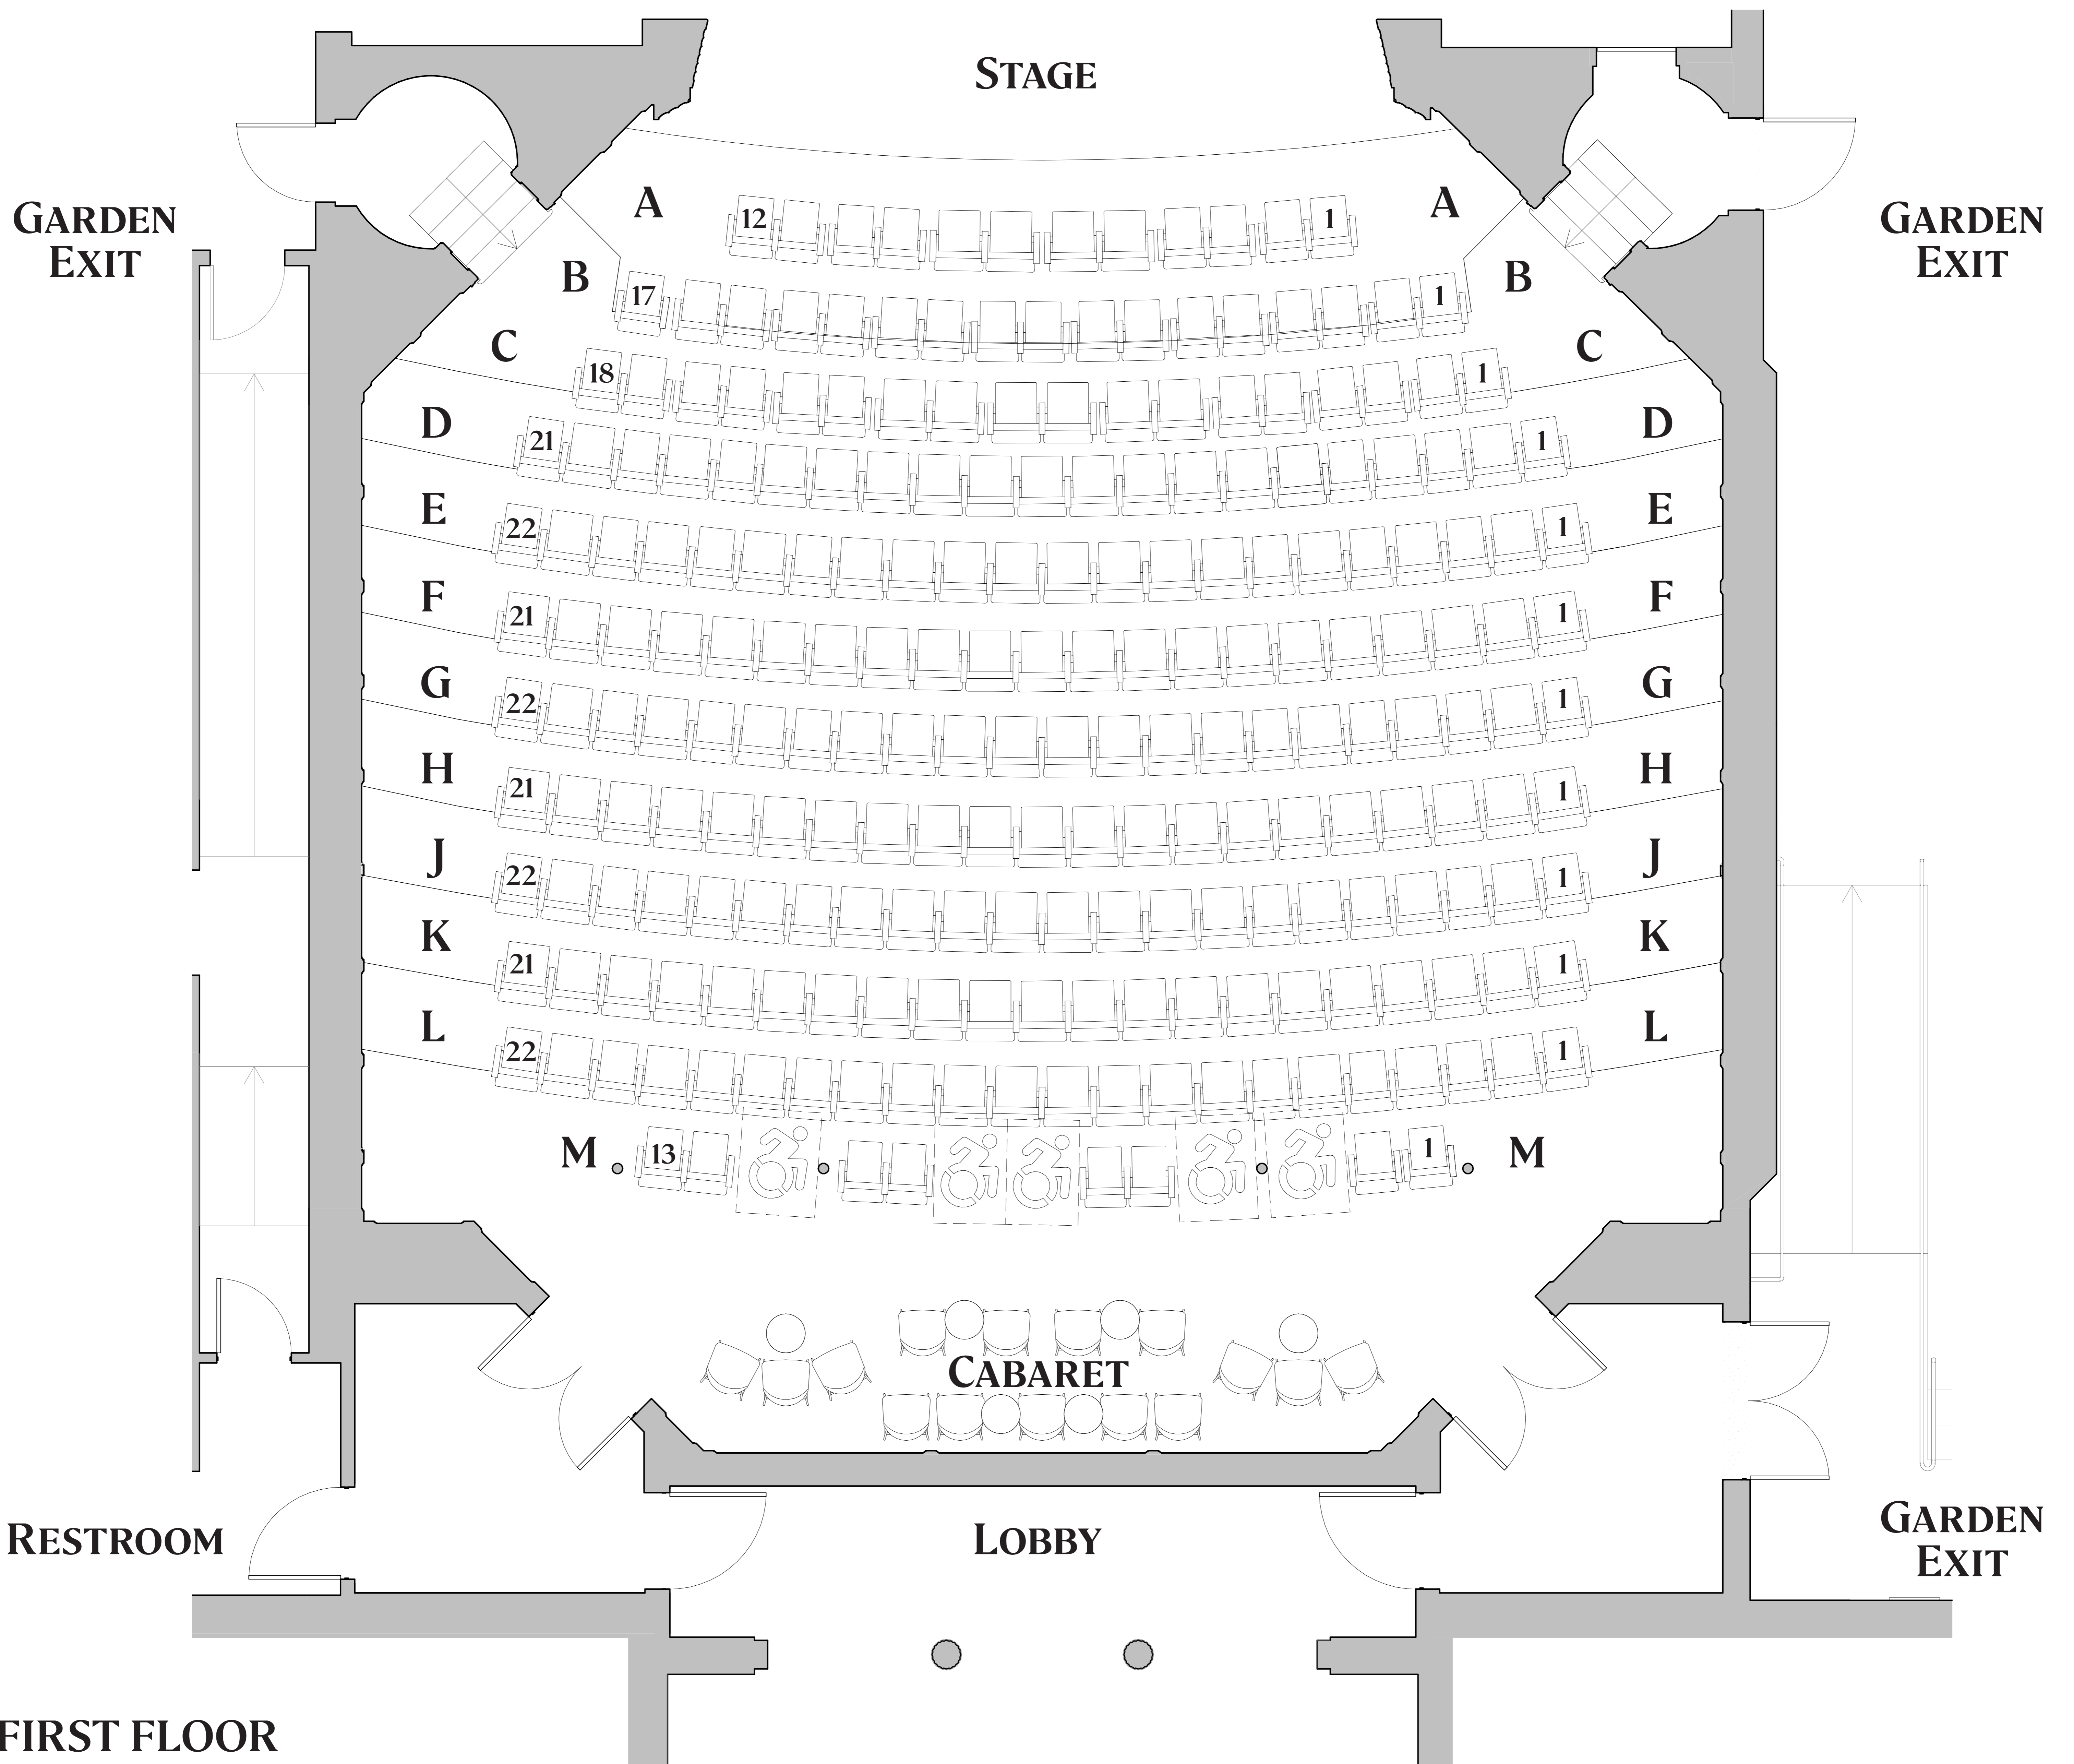 STAGE
GARDEN
EXIT
GARDEN
EXIT
A 12 1 A
B 17 1 B
C 18 1 C
D 21 1 D
E 22 1 E
F 21 1 F
G 22 1 G
H 21 1 H
J 22 1 J
K 21 1 K
L 22 1 L
M 13 1 M
CABARET
RESTROOM
LOBBY
GARDEN
EXIT
FIRST FLOOR